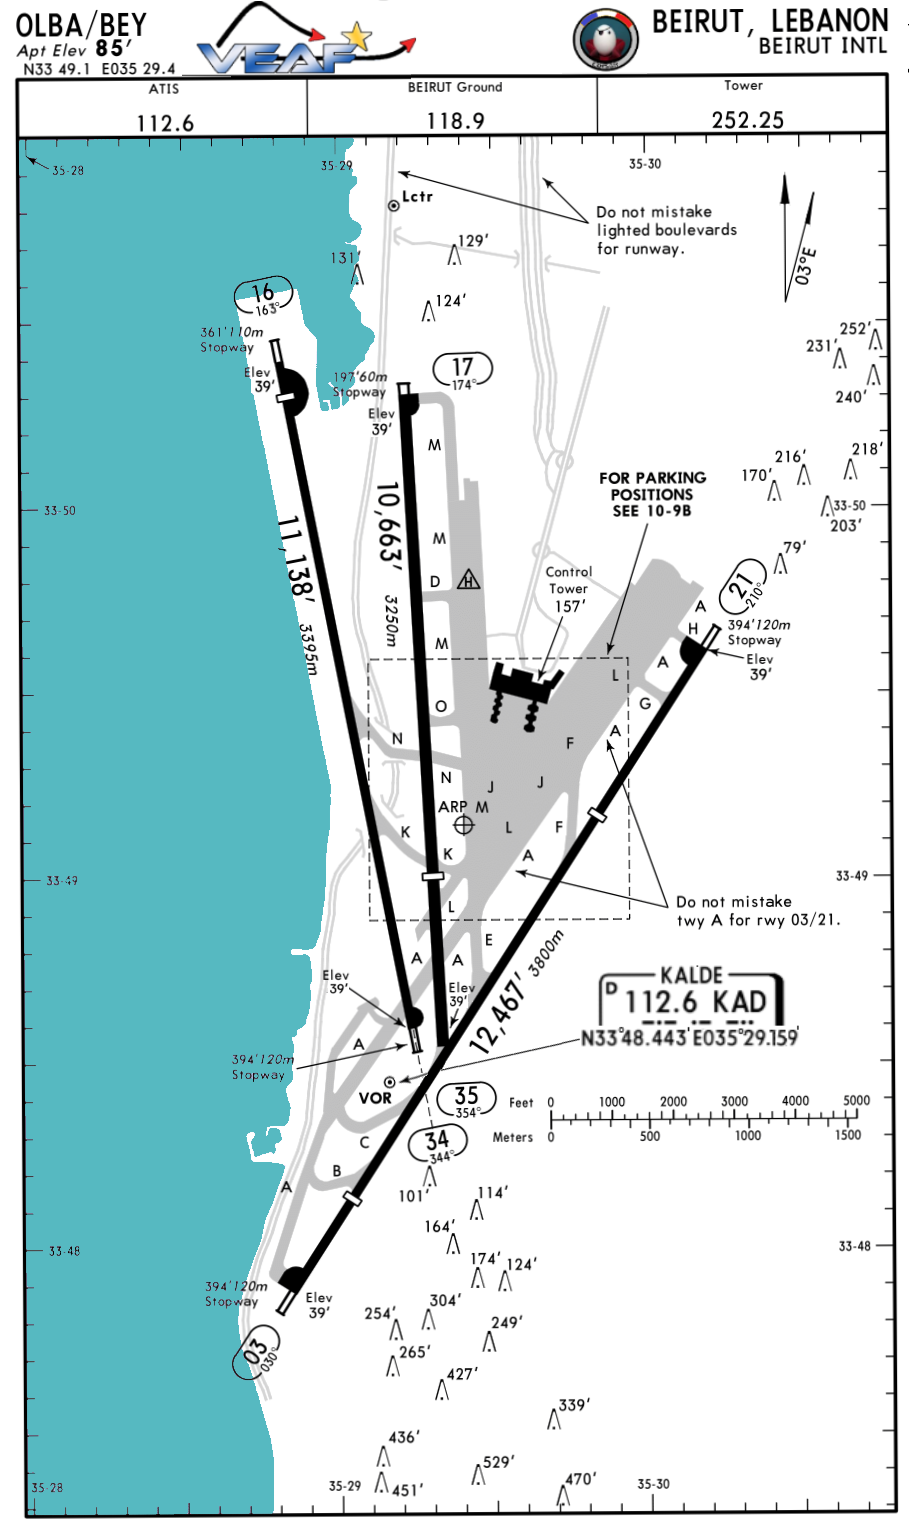 OLBA/BEY
Apt Elev 85'
N33 49.1 E035 29.4
VEAF
BEIRUT, LEBANON
BEIRUT INTL
ATIS
112.6
BEIRUT Ground
118.9
Tower
252.25
35-28
35-29
35-30
Lctr
Do not mistake
lighted boulevards
for runway.
03°E
131'
129'
124'
16
163°
361'110m
Stopway
Elev
39'
197'60m
Stopway
Elev
39'
17
174°
252'
231'
240'
216'
218'
170'
33-50
203'
79'
33-50
M
M
D
H
M
O
N
N
K
K
L
10,663'
3250m
11,138'
3395m
FOR PARKING
POSITIONS
SEE 10-9B
Control
Tower
157'
21
210°
A
H
394'120m
Stopway
Elev
39'
A
L
G
A
F
J
J
ARP
M
L
F
A
33-49
33-49
Do not mistake
twy A for rwy 03/21.
A
A
E
Elev
39'
Elev
39'
12,467'
3800m
KALDE
D
112.6 KAD
N33°48.443' E035°29.159'
394'120m
Stopway
A
VOR
35
354°
34
344°
Feet
0 1000 2000 3000 4000 5000
Meters
0 500 1000 1500
C
B
A
101'
114'
164'
174'
124'
33-48
33-48
394'120m
Stopway
Elev
39'
03
030°
254'
304'
249'
265'
427'
339'
436'
451'
529'
470'
35-28
35-29
35-30